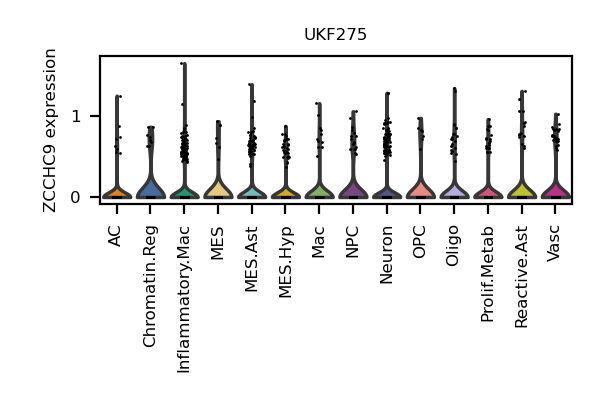 UKF275
ZCCHC9 expression
1
0
AC
Chromatin.Reg
Inflammatory.Mac
MES
MES.Ast
MES.Hyp
Mac
NPC
Neuron
OPC
Oligo
Prolif.Metab
Reactive.Ast
Vasc